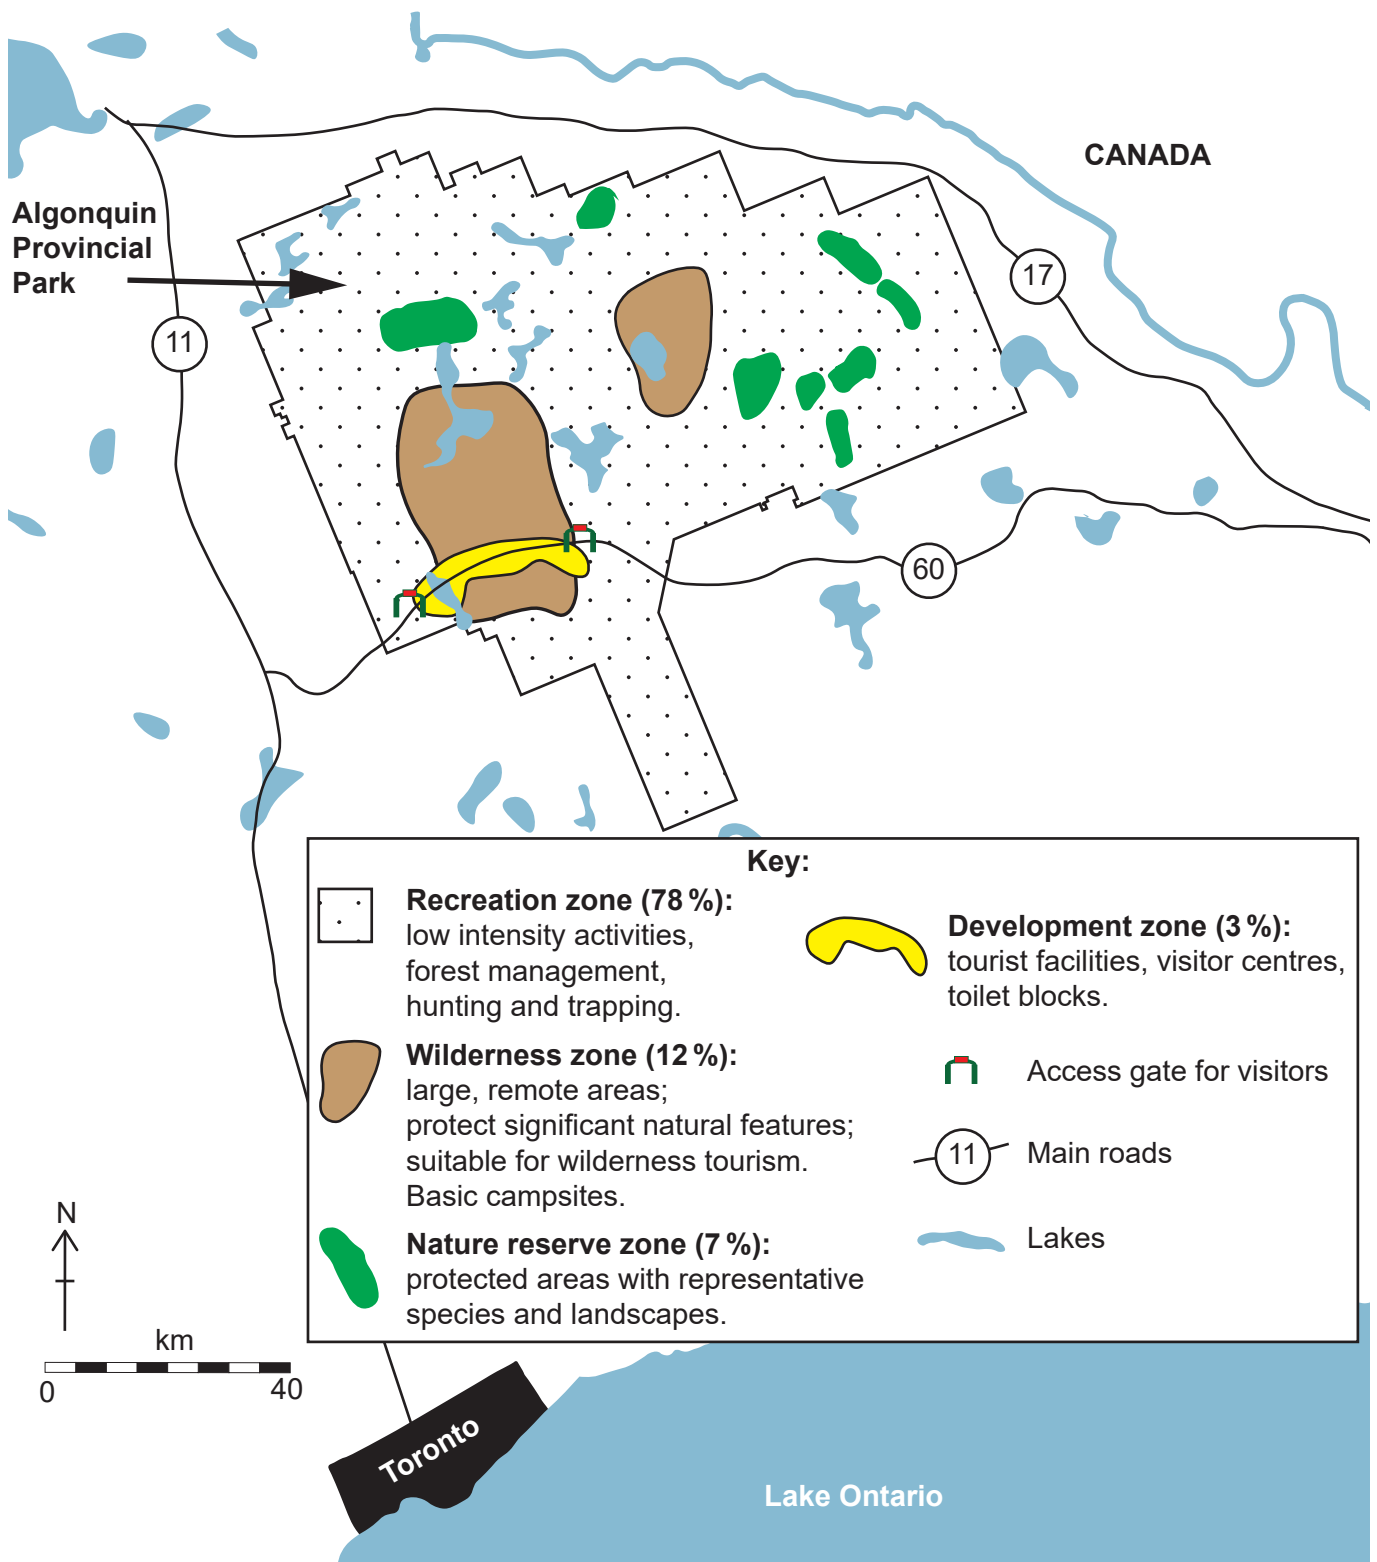 CANADA
Algonquin
Provincial
Park
17
11
60
Key:
Recreation zone (78 %):
low intensity activities,
forest management,
hunting and trapping.
Wilderness zone (12 %):
large, remote areas;
protect significant natural features;
suitable for wilderness tourism.
Basic campsites.
Nature reserve zone (7 %):
protected areas with representative
species and landscapes.
Development zone (3 %):
tourist facilities, visitor centres,
toilet blocks.
Access gate for visitors
11
Main roads
Lakes
N
km
0
40
Toronto
Lake Ontario